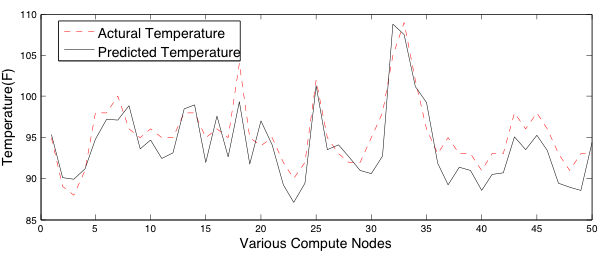 110
105
100
95
90
85
Temperature(F)
Actural Temperature
Predicted Temperature
0 5 10 15 20 25 30 35 40 45 50
Various Compute Nodes